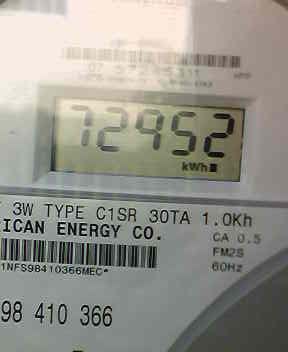 72952
kWh
3W TYPE C1SR 30TA 1.0Kh
ICAN ENERGY CO.
CA 0.5
FM2S
60Hz
1NFS98410366MEC*
98 410 366